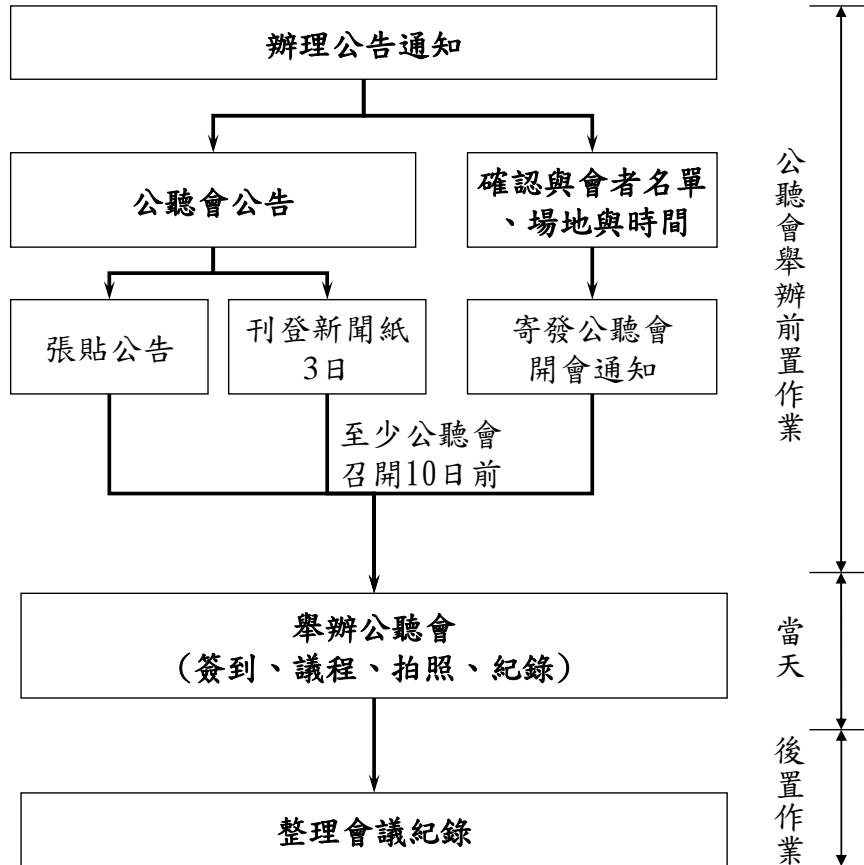 辦理公告通知
公聽會公告
確認與會者名單
、場地與時間
張貼公告
刊登新聞紙
3日
寄發公聽會
開會通知
至少公聽會
召開10日前
公聽會舉辦前置作業
舉辦公聽會
(簽到、議程、拍照、紀錄)
當天
整理會議紀錄
後置作業